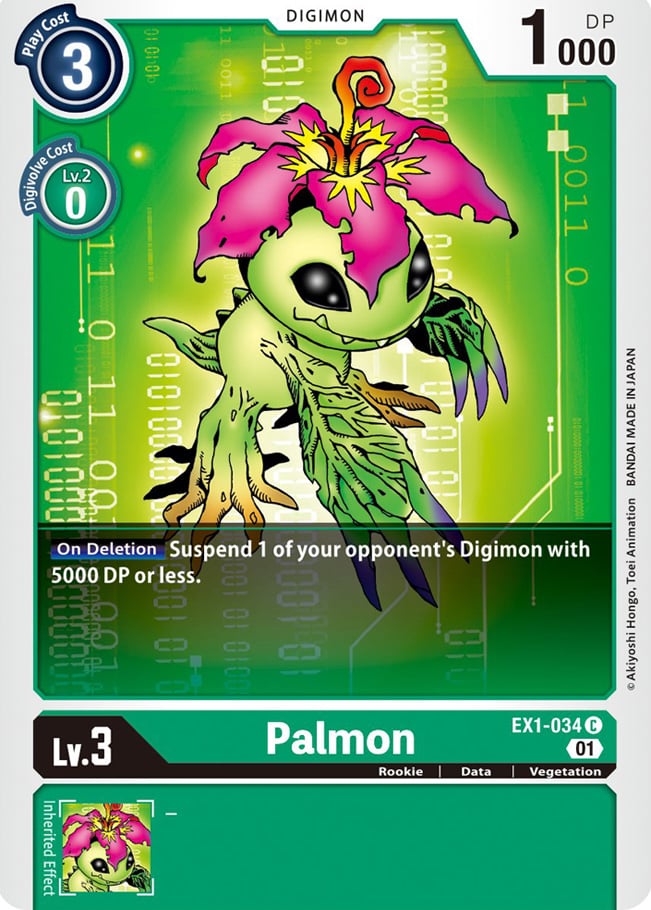 DIGIMON
Play Cost
3
DP
1000
Digivolve Cost
Lv.2
0
On Deletion Suspend 1 of your opponent's Digimon with
5000 DP or less.
© Akiyoshi Hongo, Toei Animation BANDAI MADE IN JAPAN
Lv.3
Palmon
EX1-034 C
01
Rookie | Data | Vegetation
Inherited Effect
–